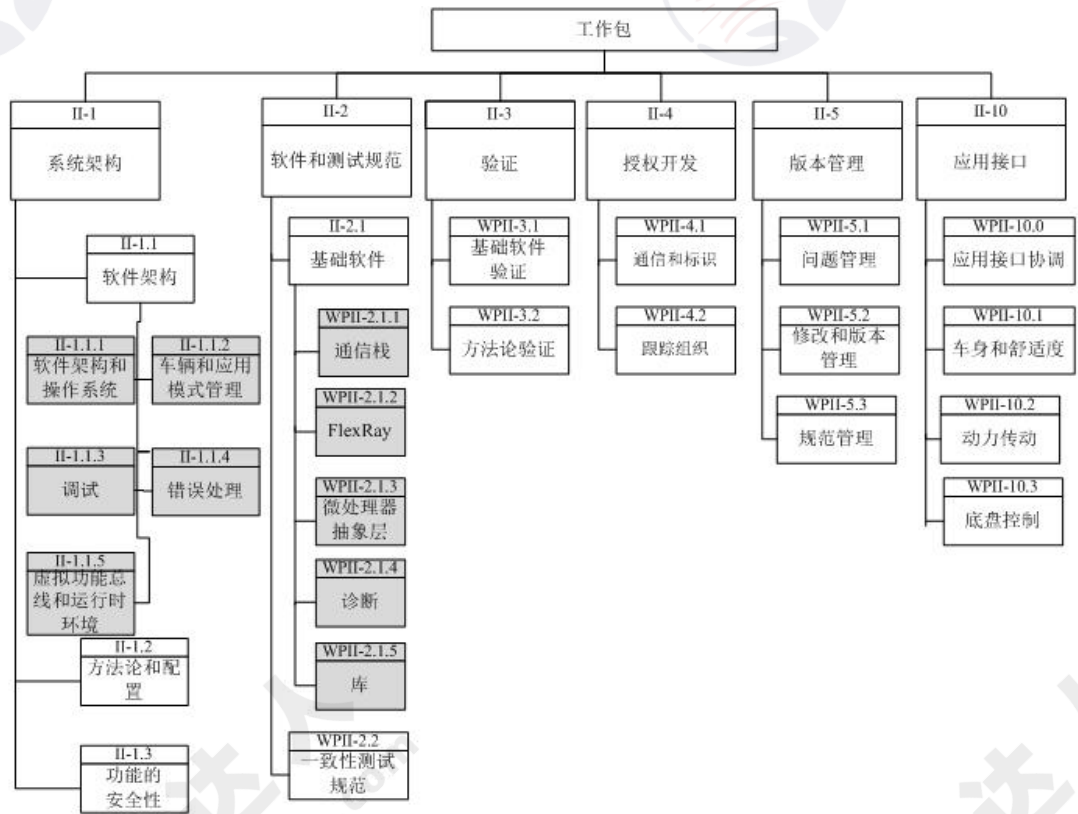 工作包
II-1
系统架构
II-1.1
软件架构
II-1.1.1
软件架构和
操作系统
II-1.1.2
车辆和应用
模式管理
II-1.1.3
调试
II-1.1.4
错误处理
II-1.1.5
虚拟功能总
线和运行时
环境
II-1.2
方法论和配
置
II-1.3
功能的
安全性
II-2
软件和测试规范
II-2.1
基础软件
WPII-2.1.1
通信栈
WPII-2.1.2
FlexRay
WPII-2.1.3
微处理器
抽象层
WPII-2.1.4
诊断
WPII-2.1.5
库
WPII-2.2
一致性测试
规范
II-3
验证
WPII-3.1
基础软件
验证
WPII-3.2
方法论验证
II-4
授权开发
WPII-4.1
通信和标识
WPII-4.2
跟踪组织
II-5
版本管理
WPII-5.1
问题管理
WPII-5.2
修改和版本
管理
WPII-5.3
规范管理
II-10
应用接口
WPII-10.0
应用接口协调
WPII-10.1
车身和舒适度
WPII-10.2
动力传动
WPII-10.3
底盘控制